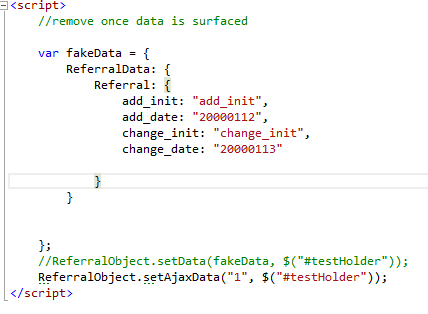 <script>
//remove once data is surfaced
var fakeData = {
ReferralData: {
Referral: {
add_init: "add_init",
add_date: "20000112",
change_init: "change_init",
change_date: "20000113"
}
}
};
//ReferralObject.setData(fakeData, $("#testHolder"));
ReferralObject.setAjaxData("1", $("#testHolder"));
</script>